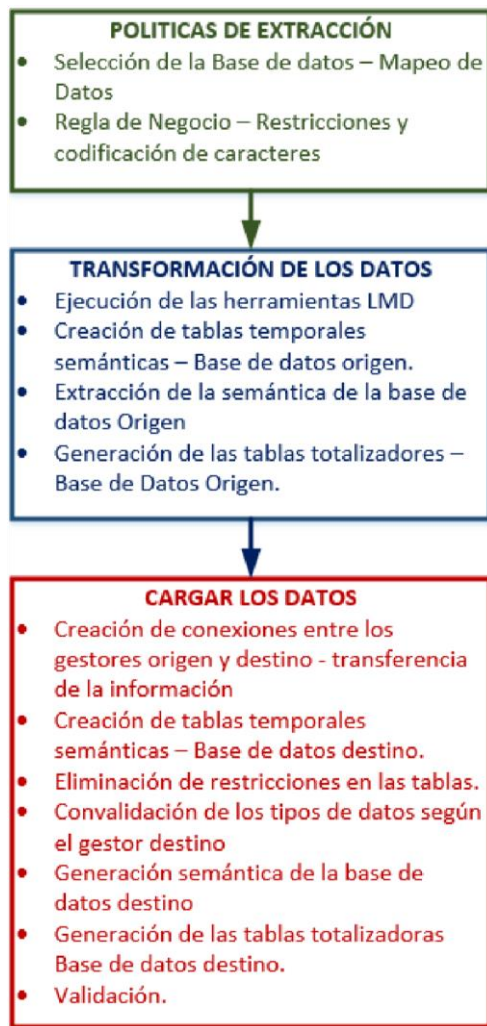 POLITICAS DE EXTRACCIÓN
• Selección de la Base de datos – Mapeo de
Datos
• Regla de Negocio – Restricciones y
codificación de caracteres
TRANSFORMACIÓN DE LOS DATOS
• Ejecución de las herramientas LMD
• Creación de tablas temporales
semánticas – Base de datos origen.
• Extracción de la semántica de la base de
datos Origen
• Generación de las tablas totalizadores –
Base de Datos Origen.
CARGAR LOS DATOS
• Creación de conexiones entre los
gestores origen y destino - transferencia
de la información
• Creación de tablas temporales
semánticas – Base de datos destino.
• Eliminación de restricciones en las tablas.
• Convalidación de los tipos de datos según
el gestor destino
• Generación semántica de la base de
datos destino
• Generación de las tablas totalizadoras
Base de datos destino.
• Validación.